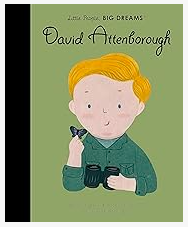 Little People, BIG DREAMS
David Attenborough